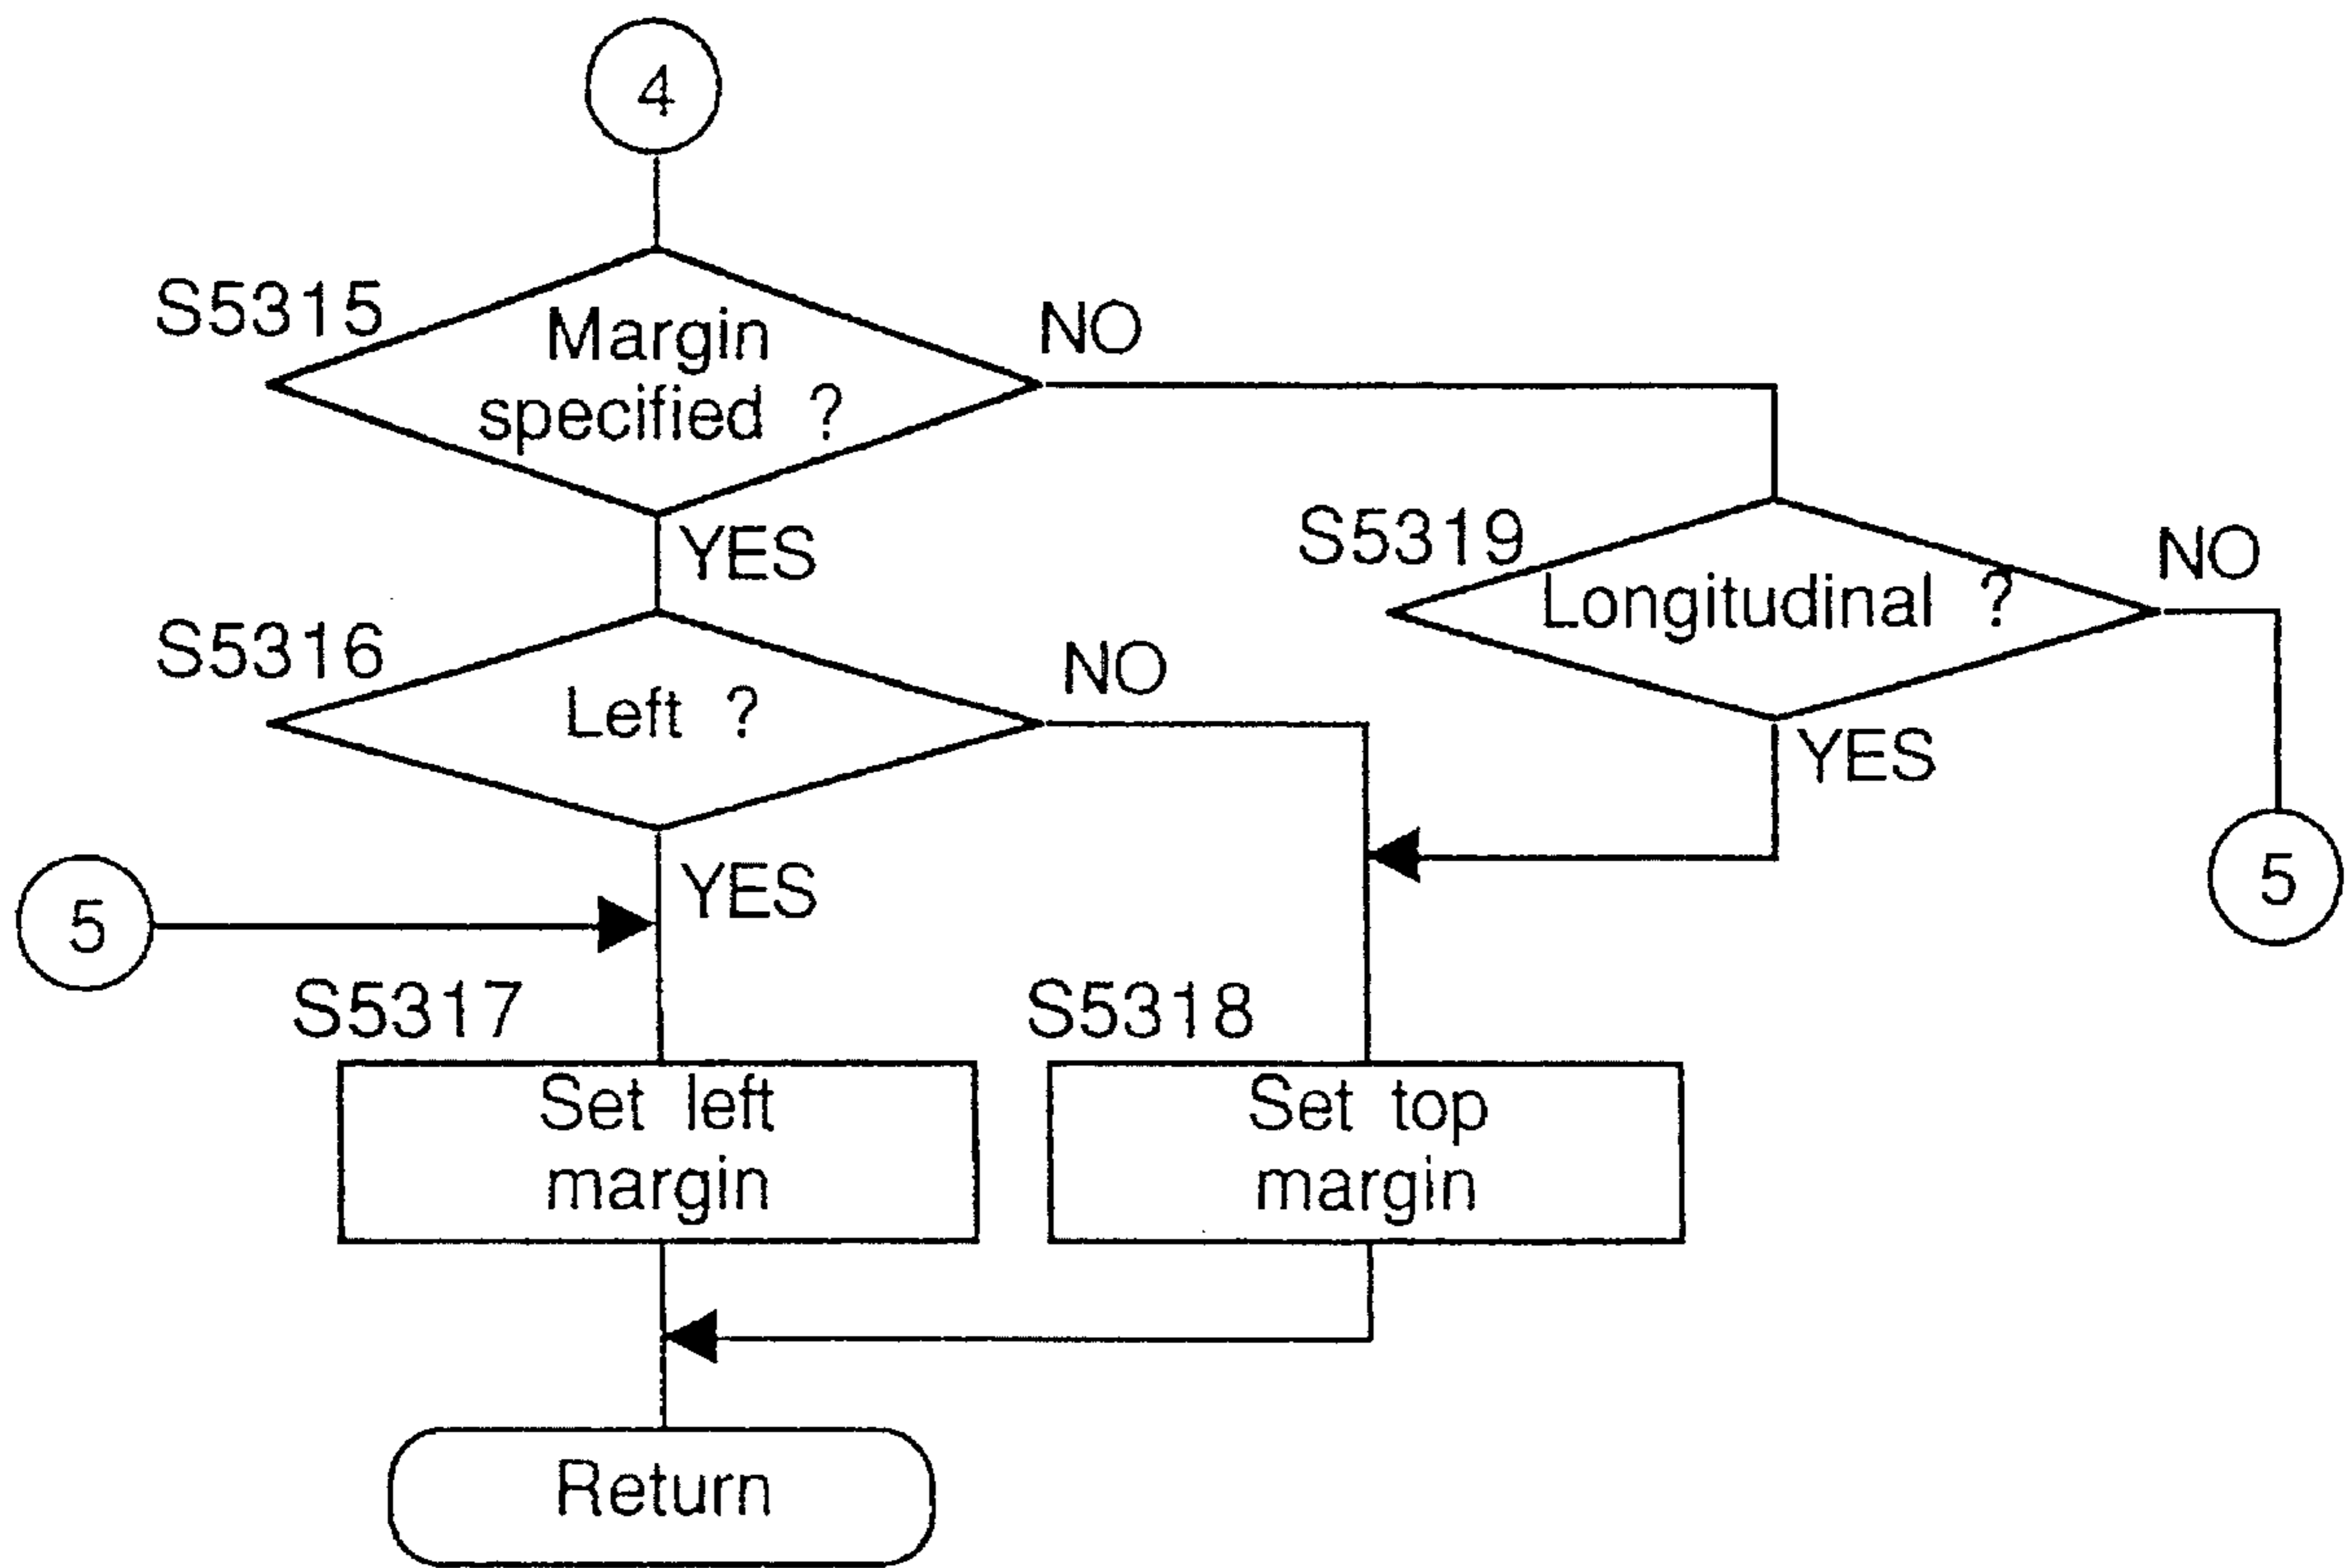 4
S5315
Margin
specified ?
NO
YES
S5319
Longitudinal ?
NO
YES
S5316
Left ?
NO
YES
5
5
S5317
Set left
margin
S5318
Set top
margin
Return